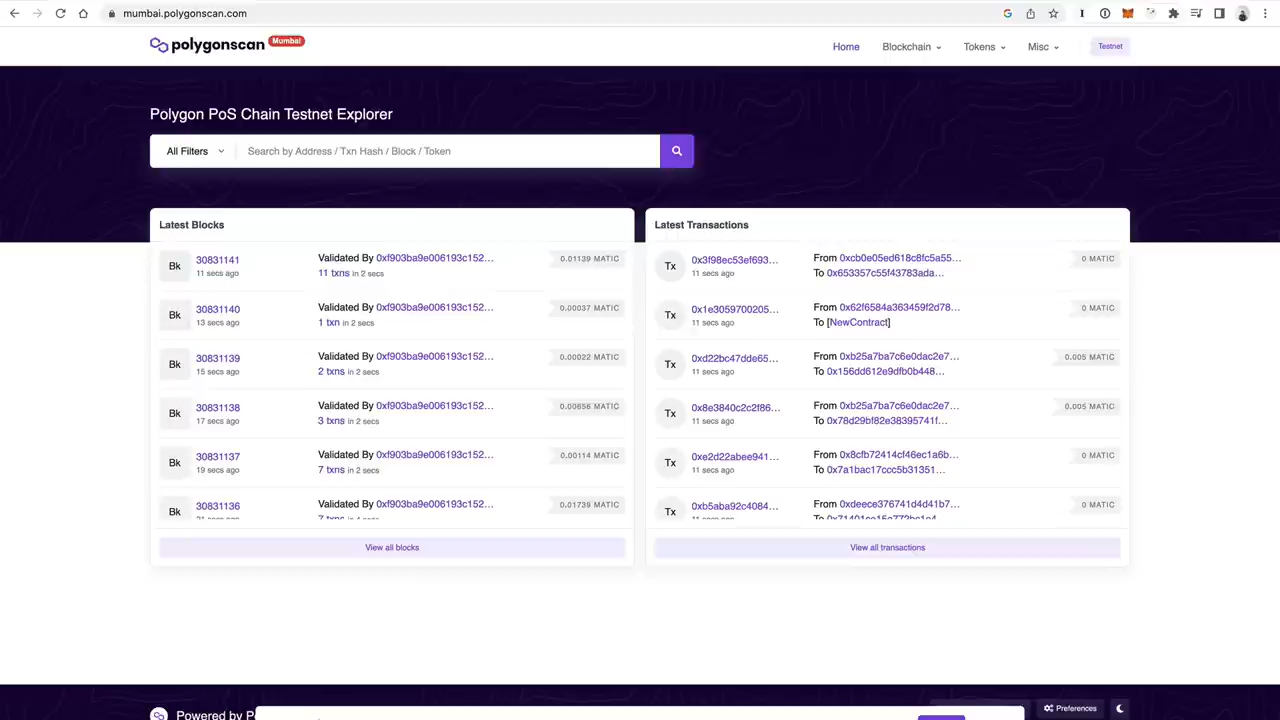 mumbai.polygonscan.com
polygonscan Mumbai
Home Blockchain Tokens Misc Testnet
Polygon PoS Chain Testnet Explorer
All Filters Search by Address / Txn Hash / Block / Token
Latest Blocks
Bk 30831141 Validated By 0xf903ba9e006193c152... 0.01139 MATIC
11 secs ago 11 txns in 2 secs
Bk 30831140 Validated By 0xf903ba9e006193c152... 0.00037 MATIC
13 secs ago 1 txn in 2 secs
Bk 30831139 Validated By 0xf903ba9e006193c152... 0.00022 MATIC
15 secs ago 2 txns in 2 secs
Bk 30831138 Validated By 0xf903ba9e006193c152... 0.00656 MATIC
17 secs ago 3 txns in 2 secs
Bk 30831137 Validated By 0xf903ba9e006193c152... 0.00114 MATIC
19 secs ago 7 txns in 2 secs
Bk 30831136 Validated By 0xf903ba9e006193c152... 0.01739 MATIC
View all blocks
Latest Transactions
Tx 0x3f98ec53ef693... From 0xcb0e05ed618c8fc5a55... 0 MATIC
11 secs ago To 0x653357c55f43783ada...
Tx 0x1e3059700205... From 0x62f6584a363459f2d78... 0 MATIC
11 secs ago To [NewContract]
Tx 0xd22bc47dde65... From 0xb25a7ba7c6e0dac2e7... 0.005 MATIC
11 secs ago To 0x156dd612e9dfb0b448...
Tx 0x8e3840c2c2f86... From 0xb25a7ba7c6e0dac2e7... 0.005 MATIC
11 secs ago To 0x78d29bf82e38395741f...
Tx 0xe2d22abee941... From 0x8cfb72414cf46ec1a6b... 0 MATIC
11 secs ago To 0x7a1bac17ccc5b31351...
Tx 0xb5aba92c4084... From 0xdeece376741d4d41b7... 0 MATIC
View all transactions
Powered by
Preferences